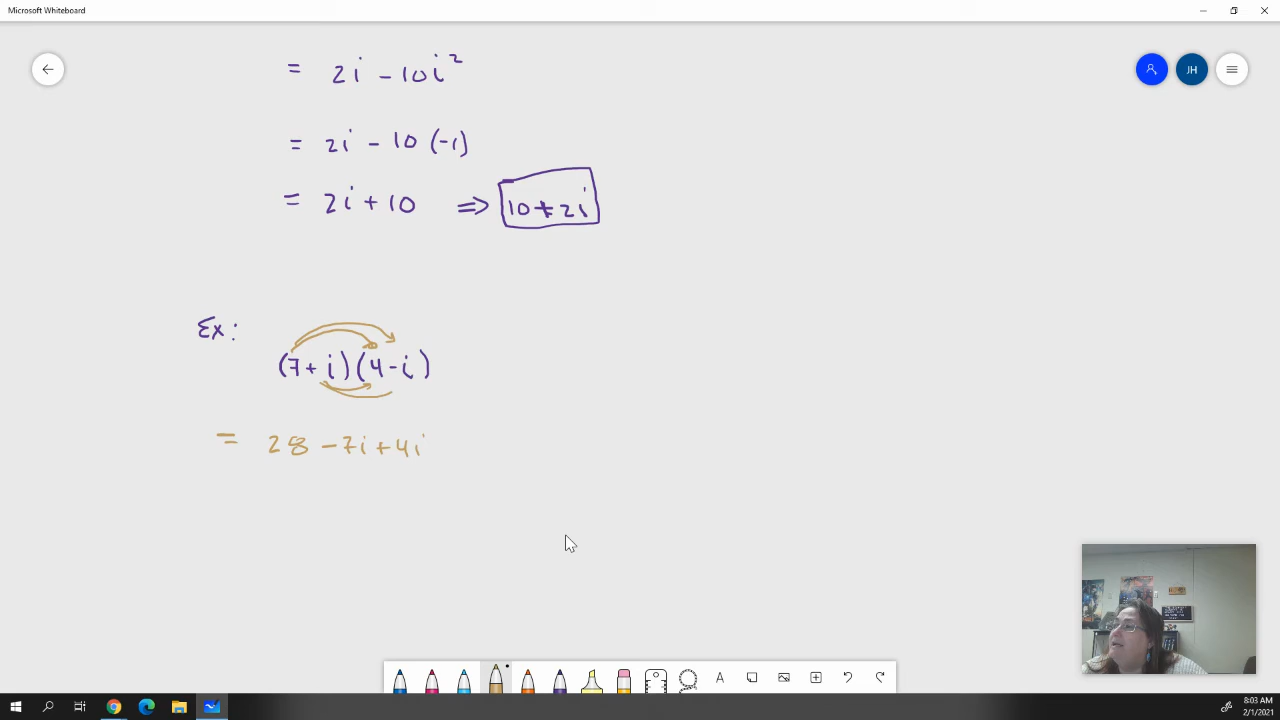 Microsoft Whiteboard
= 2i - 10i²
= 2i - 10 (-1)
= 2i + 10 ⇒ 10 + 2i
JH
Ex:
(7 + i)(4 - i)
= 28 - 7i + 4i
A
8:03 AM
2/1/2021